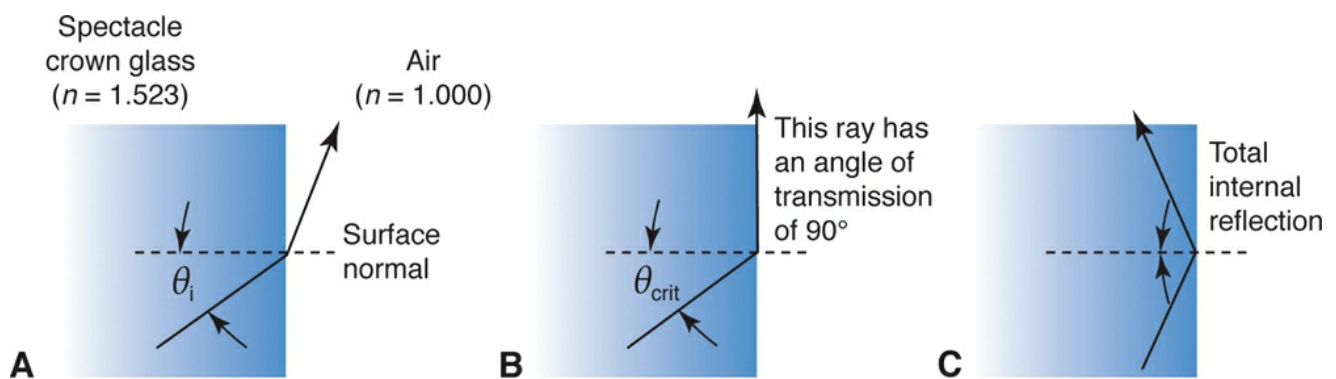 Spectacle
crown glass
(n = 1.523)
Air
(n = 1.000)
θi
Surface
normal
A
θcrit
This ray has
an angle of
transmission
of 90°
B
Total
internal
reflection
C